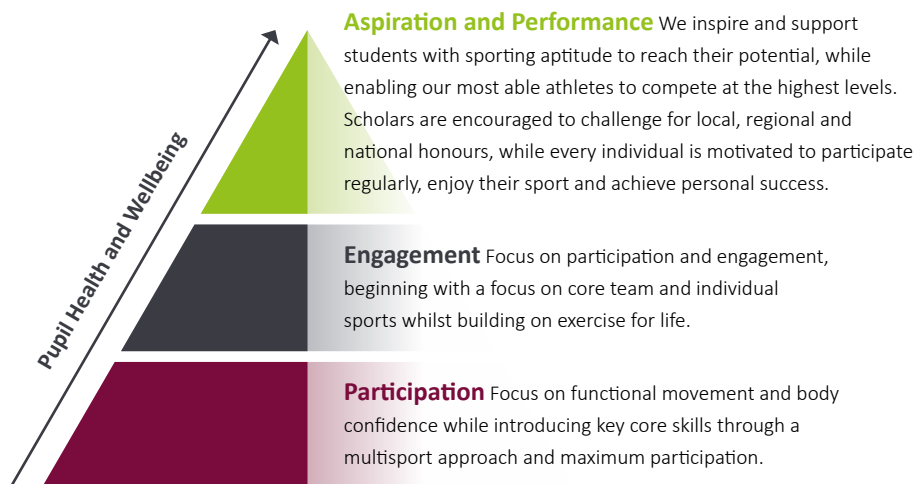 Aspiration and Performance We inspire and support
students with sporting aptitude to reach their potential, while
enabling our most able athletes to compete at the highest levels.
Scholars are encouraged to challenge for local, regional and
national honours, while every individual is motivated to participate
regularly, enjoy their sport and achieve personal success.
Pupil Health and Wellbeing
Engagement Focus on participation and engagement,
beginning with a focus on core team and individual
sports whilst building on exercise for life.
Participation Focus on functional movement and body
confidence while introducing key core skills through a
multisport approach and maximum participation.